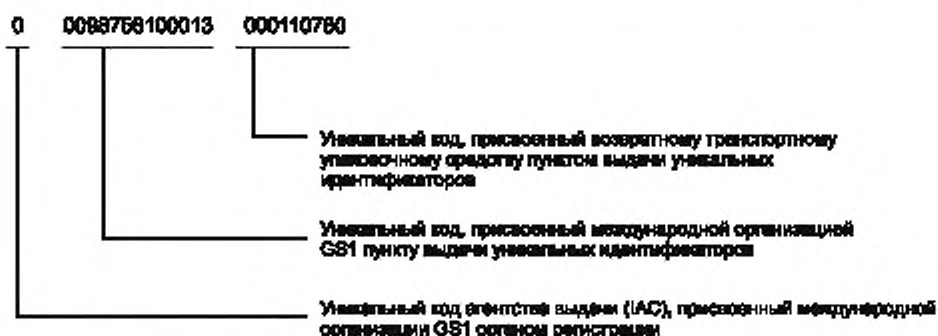 0 0098756100013 000110780
Уникальный код, присвоенный возвратному транспортному
упаковочному средству пунктом выдачи уникальных
идентификаторов
Уникальный код, присвоенный международной организацией
GS1 пункту выдачи уникальных идентификаторов
Уникальный код агентства выдачи (IAC), присвоенный международной
организации GS1 органом регистрации